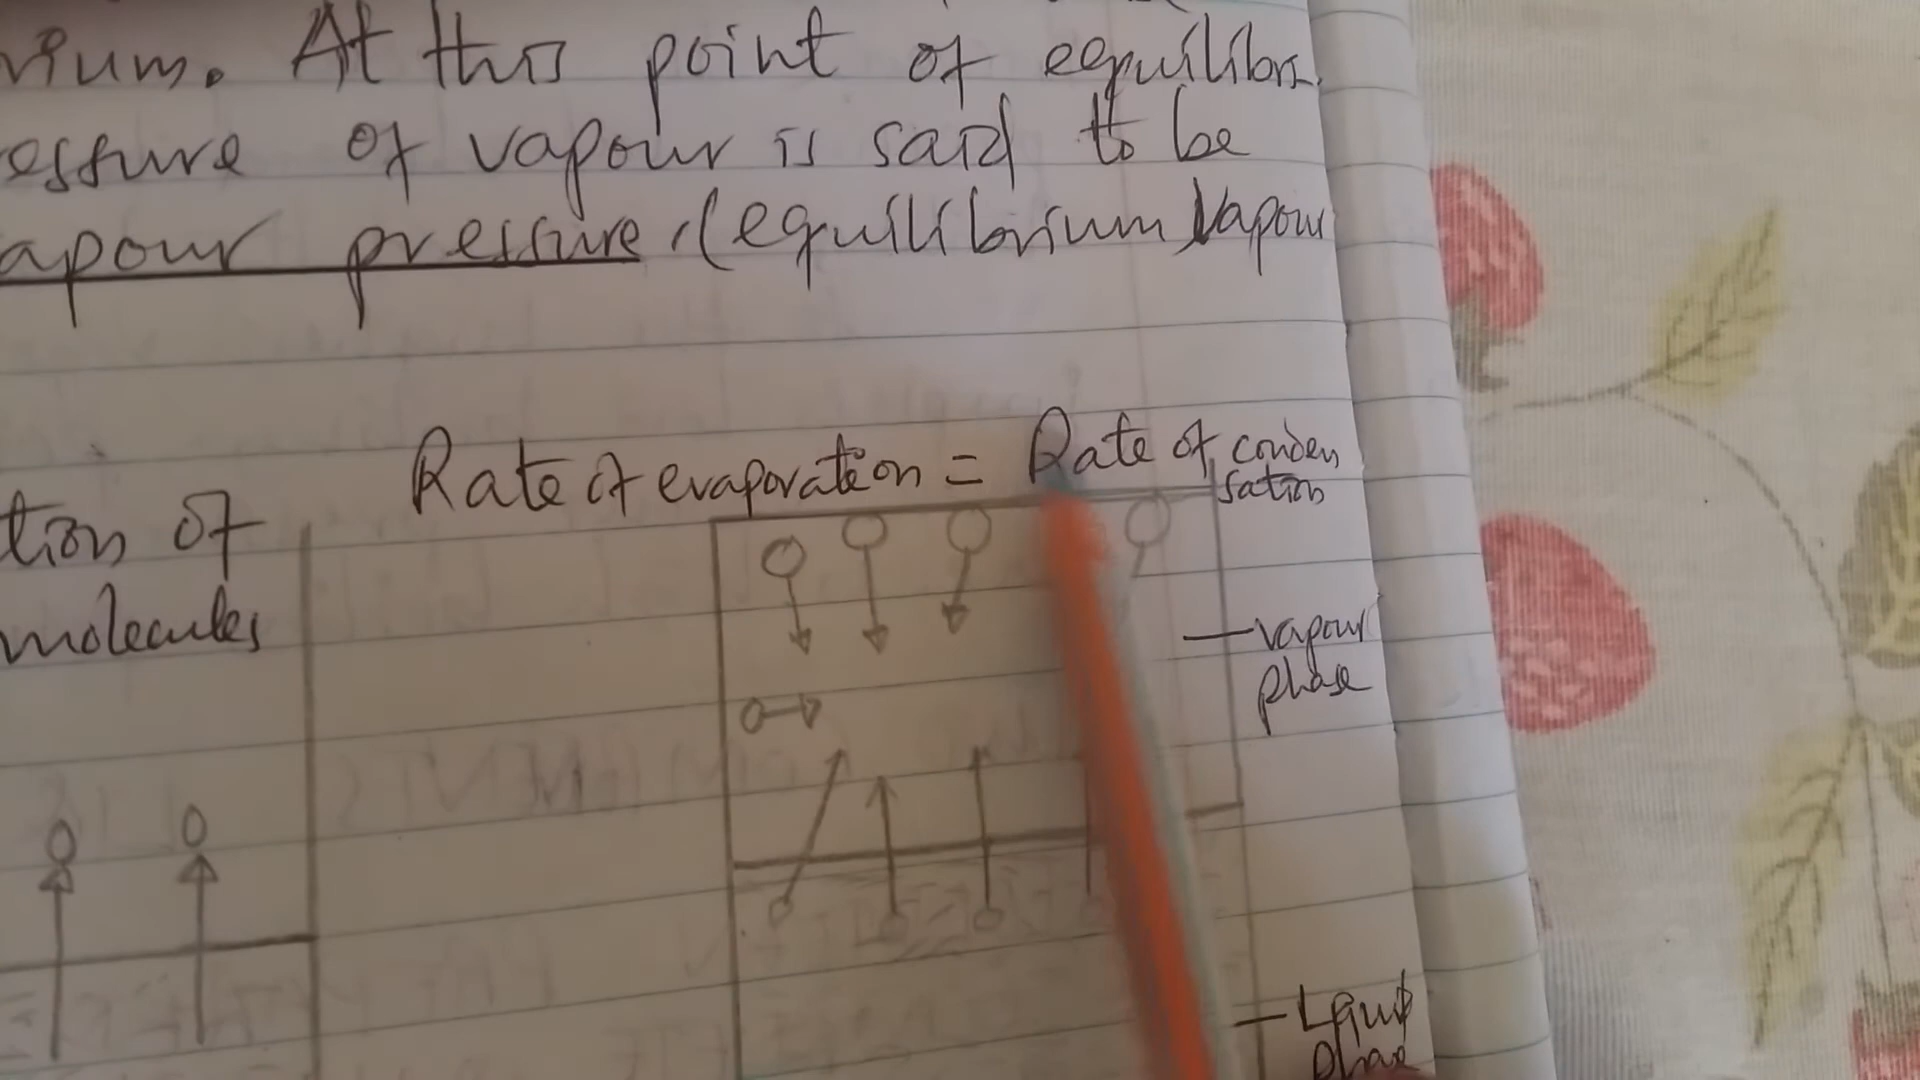 rium. At this point of equilibri
essure of vapour is said to be
apour pressure. (equilibrium vapour
Rate of evaporation = Rate of conden
sation
tion of
molecules
vapour
phase
Liquid
phase